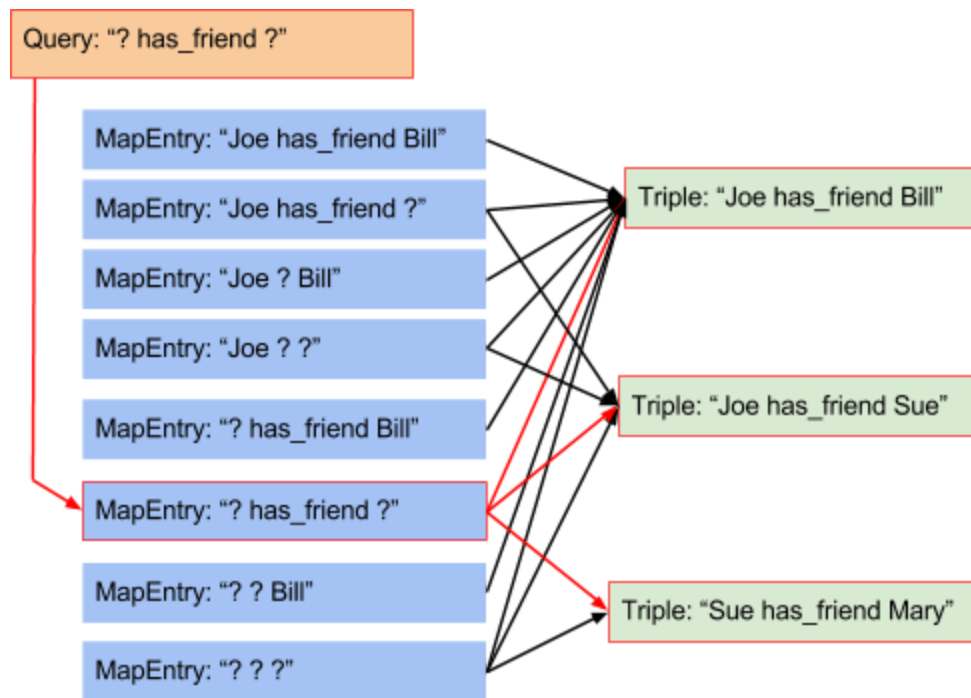 Query: “? has_friend ?”
MapEntry: “Joe has_friend Bill”
MapEntry: “Joe has_friend ?”
MapEntry: “Joe ? Bill”
MapEntry: “Joe ? ?”
MapEntry: “? has_friend Bill”
MapEntry: “? has_friend ?”
MapEntry: “? ? Bill”
MapEntry: “? ? ?”
Triple: “Joe has_friend Bill”
Triple: “Joe has_friend Sue”
Triple: “Sue has_friend Mary”